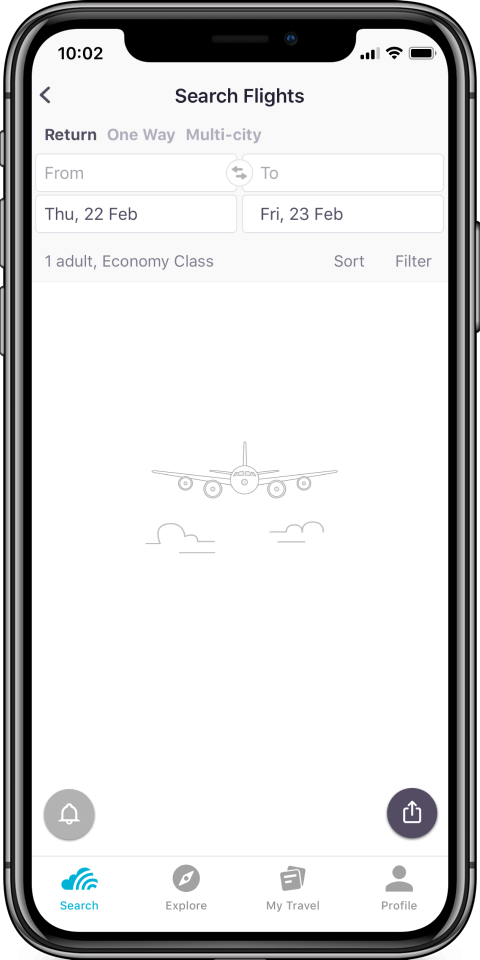 10:02
Search Flights
Return One Way Multi-city
From To
Thu, 22 Feb Fri, 23 Feb
1 adult, Economy Class Sort Filter
Search Explore My Travel Profile